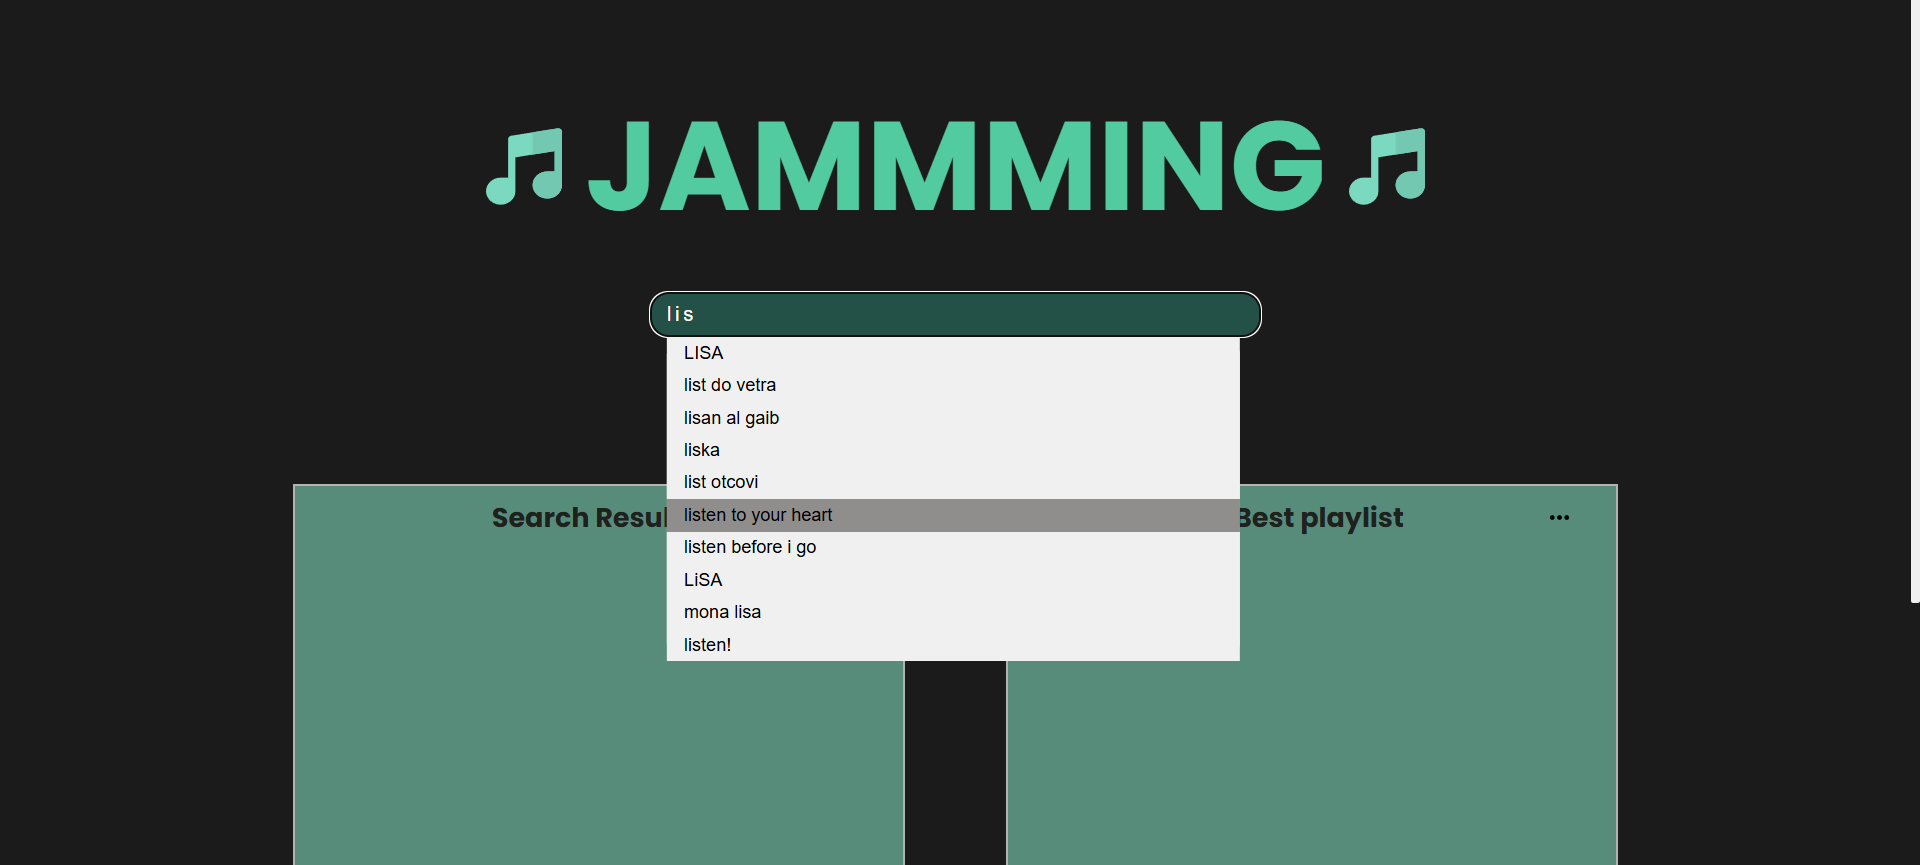 JAMMMING
lis
LISA
list do vetra
lisan al gaib
liska
list otcovi
Search Resul
listen to your heart
Best playlist
listen before i go
LiSA
mona lisa
listen!